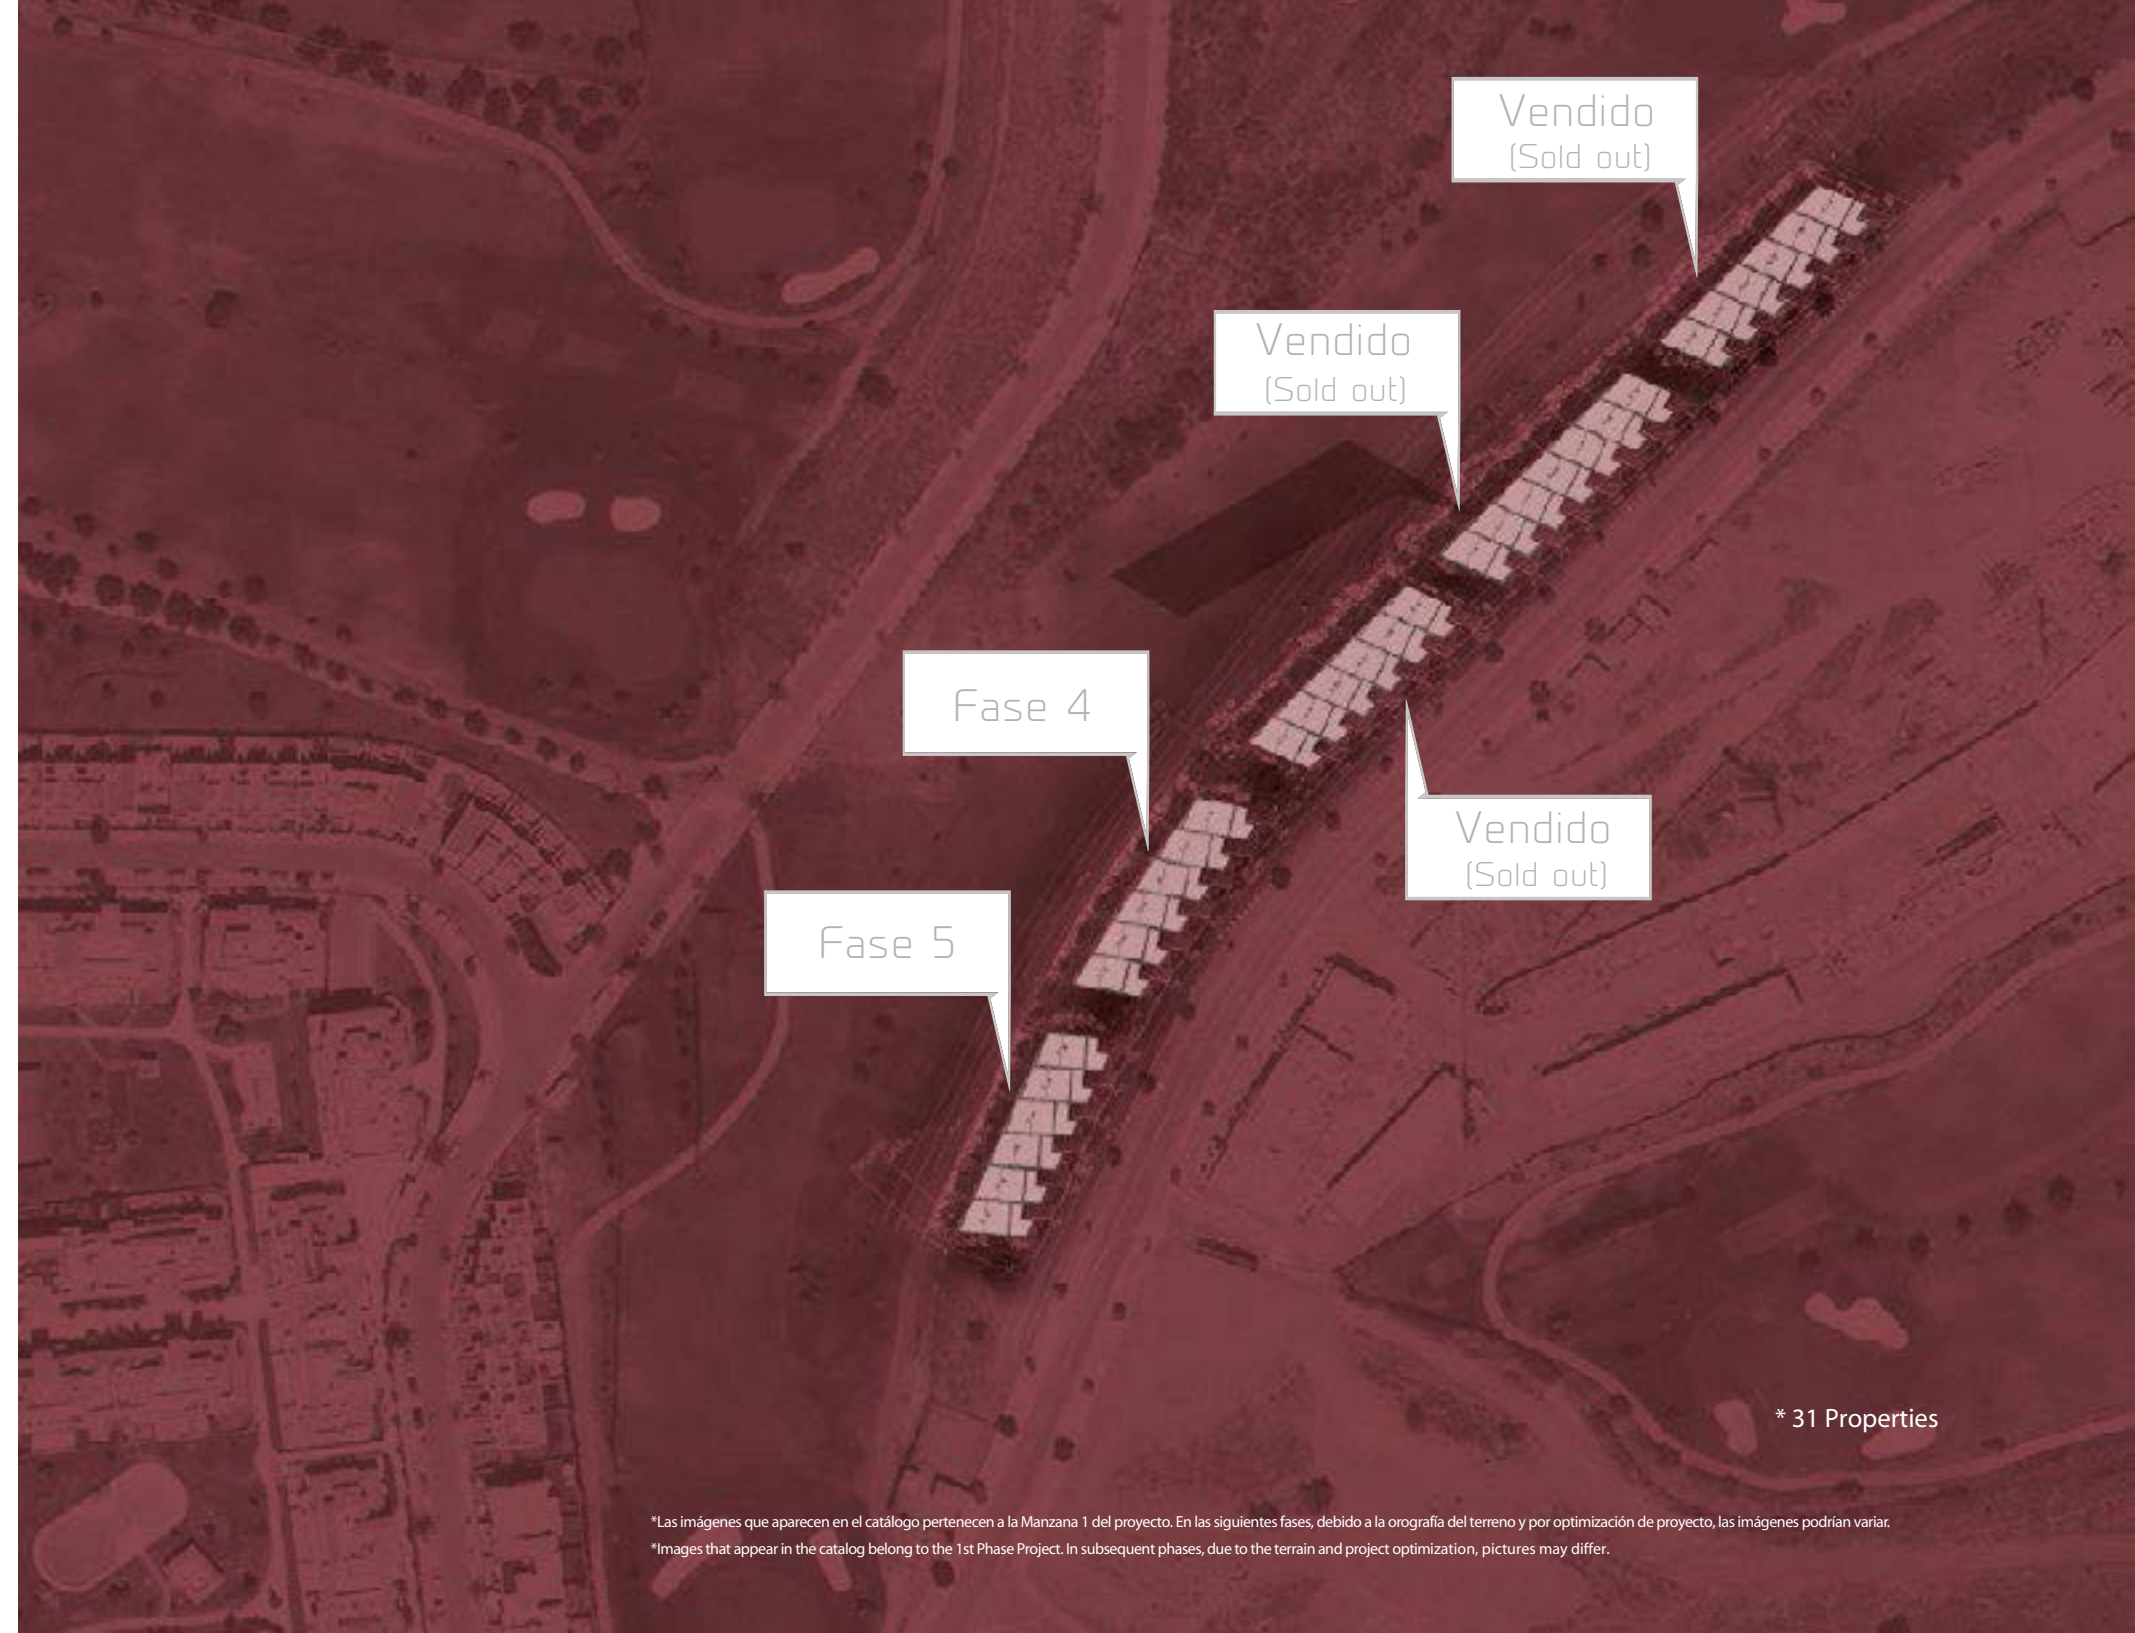 Vendido
(Sold out)
Vendido
(Sold out)
Fase 4
Vendido
(Sold out)
Fase 5
* 31 Properties
*Las imágenes que aparecen en el catálogo pertenecen a la Manzana 1 del proyecto. En las siguientes fases, debido a la orografía del terreno y por optimización de proyecto, las imágenes podrían variar.
*Images that appear in the catalog belong to the 1st Phase Project. In subsequent phases, due to the terrain and project optimization, pictures may differ.